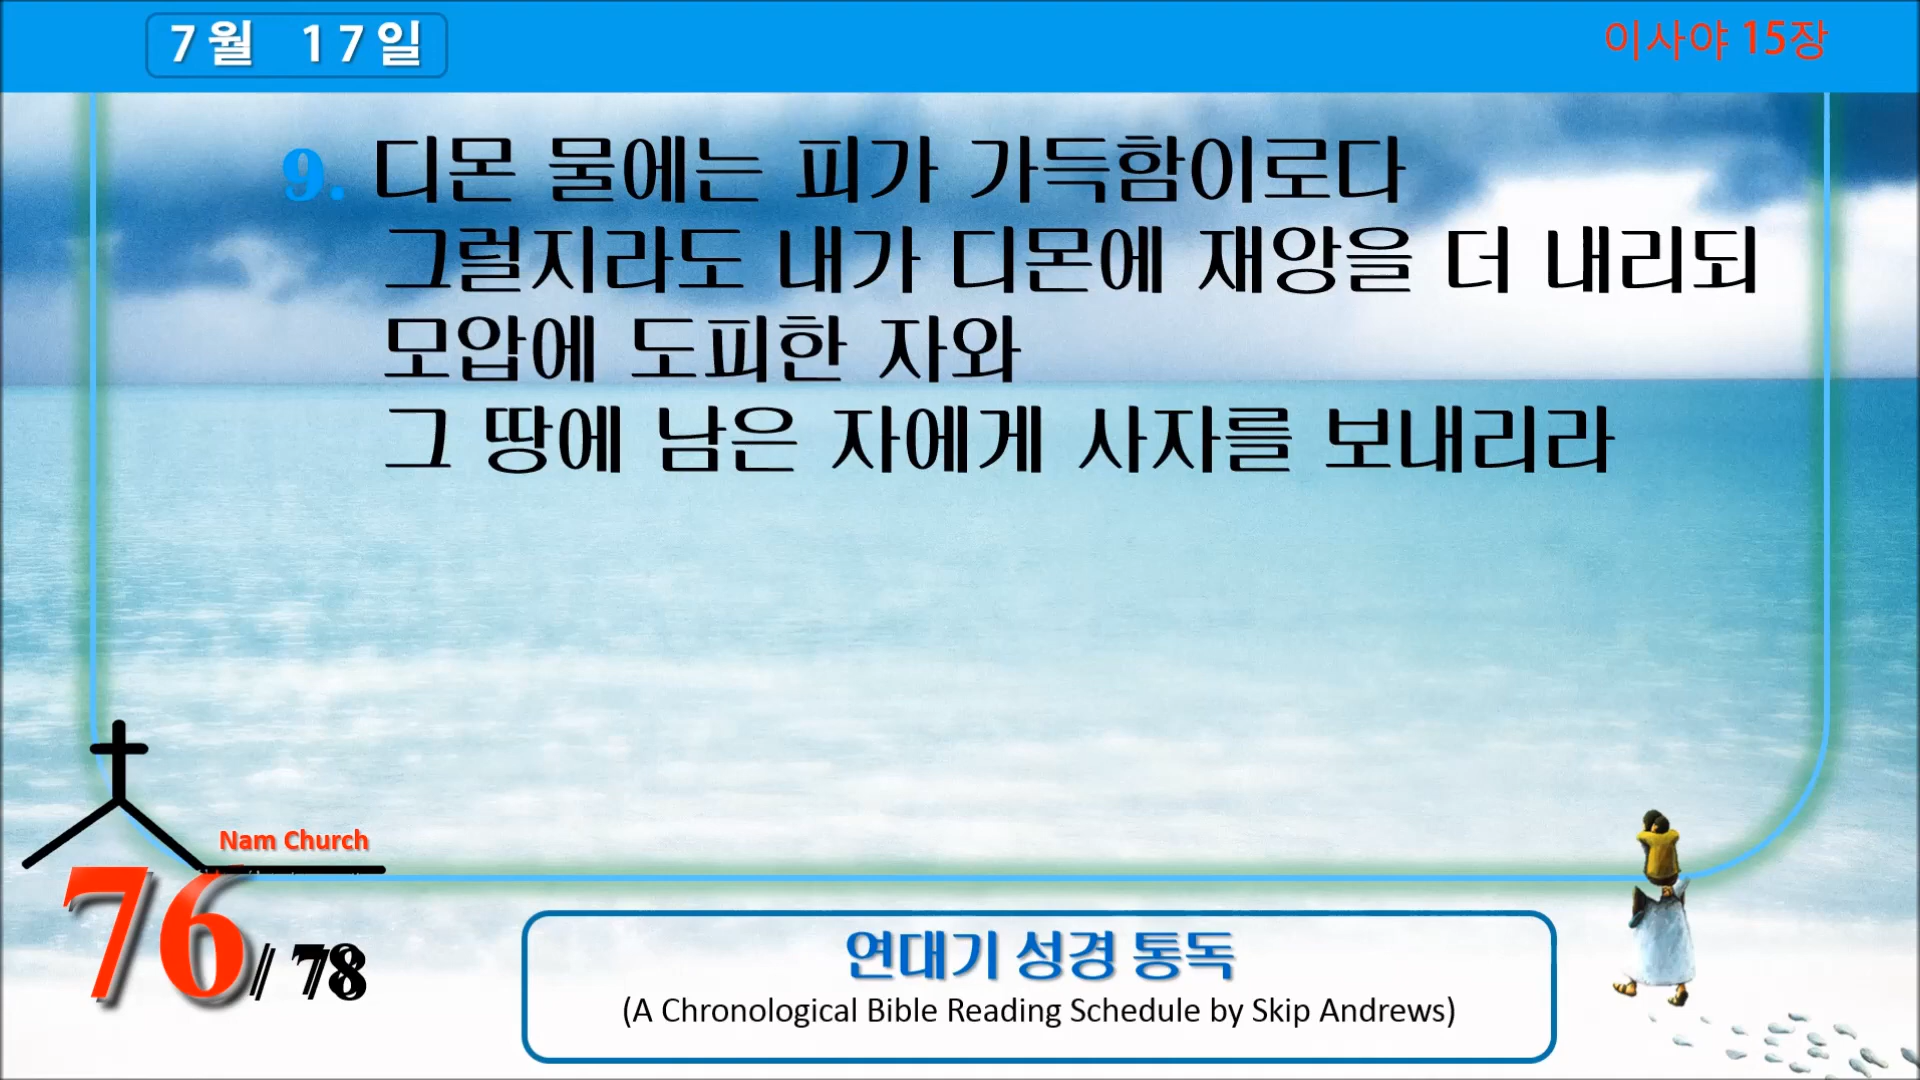 7월 17일
이사야 15장
9. 디몬 물에는 피가 가득함이로다
그럴지라도 내가 디몬에 재앙을 더 내리되
모압에 도피한 자와
그 땅에 남은 자에게 사자를 보내리라
Nam Church
76 / 78
연대기 성경 통독
(A Chronological Bible Reading Schedule by Skip Andrews)